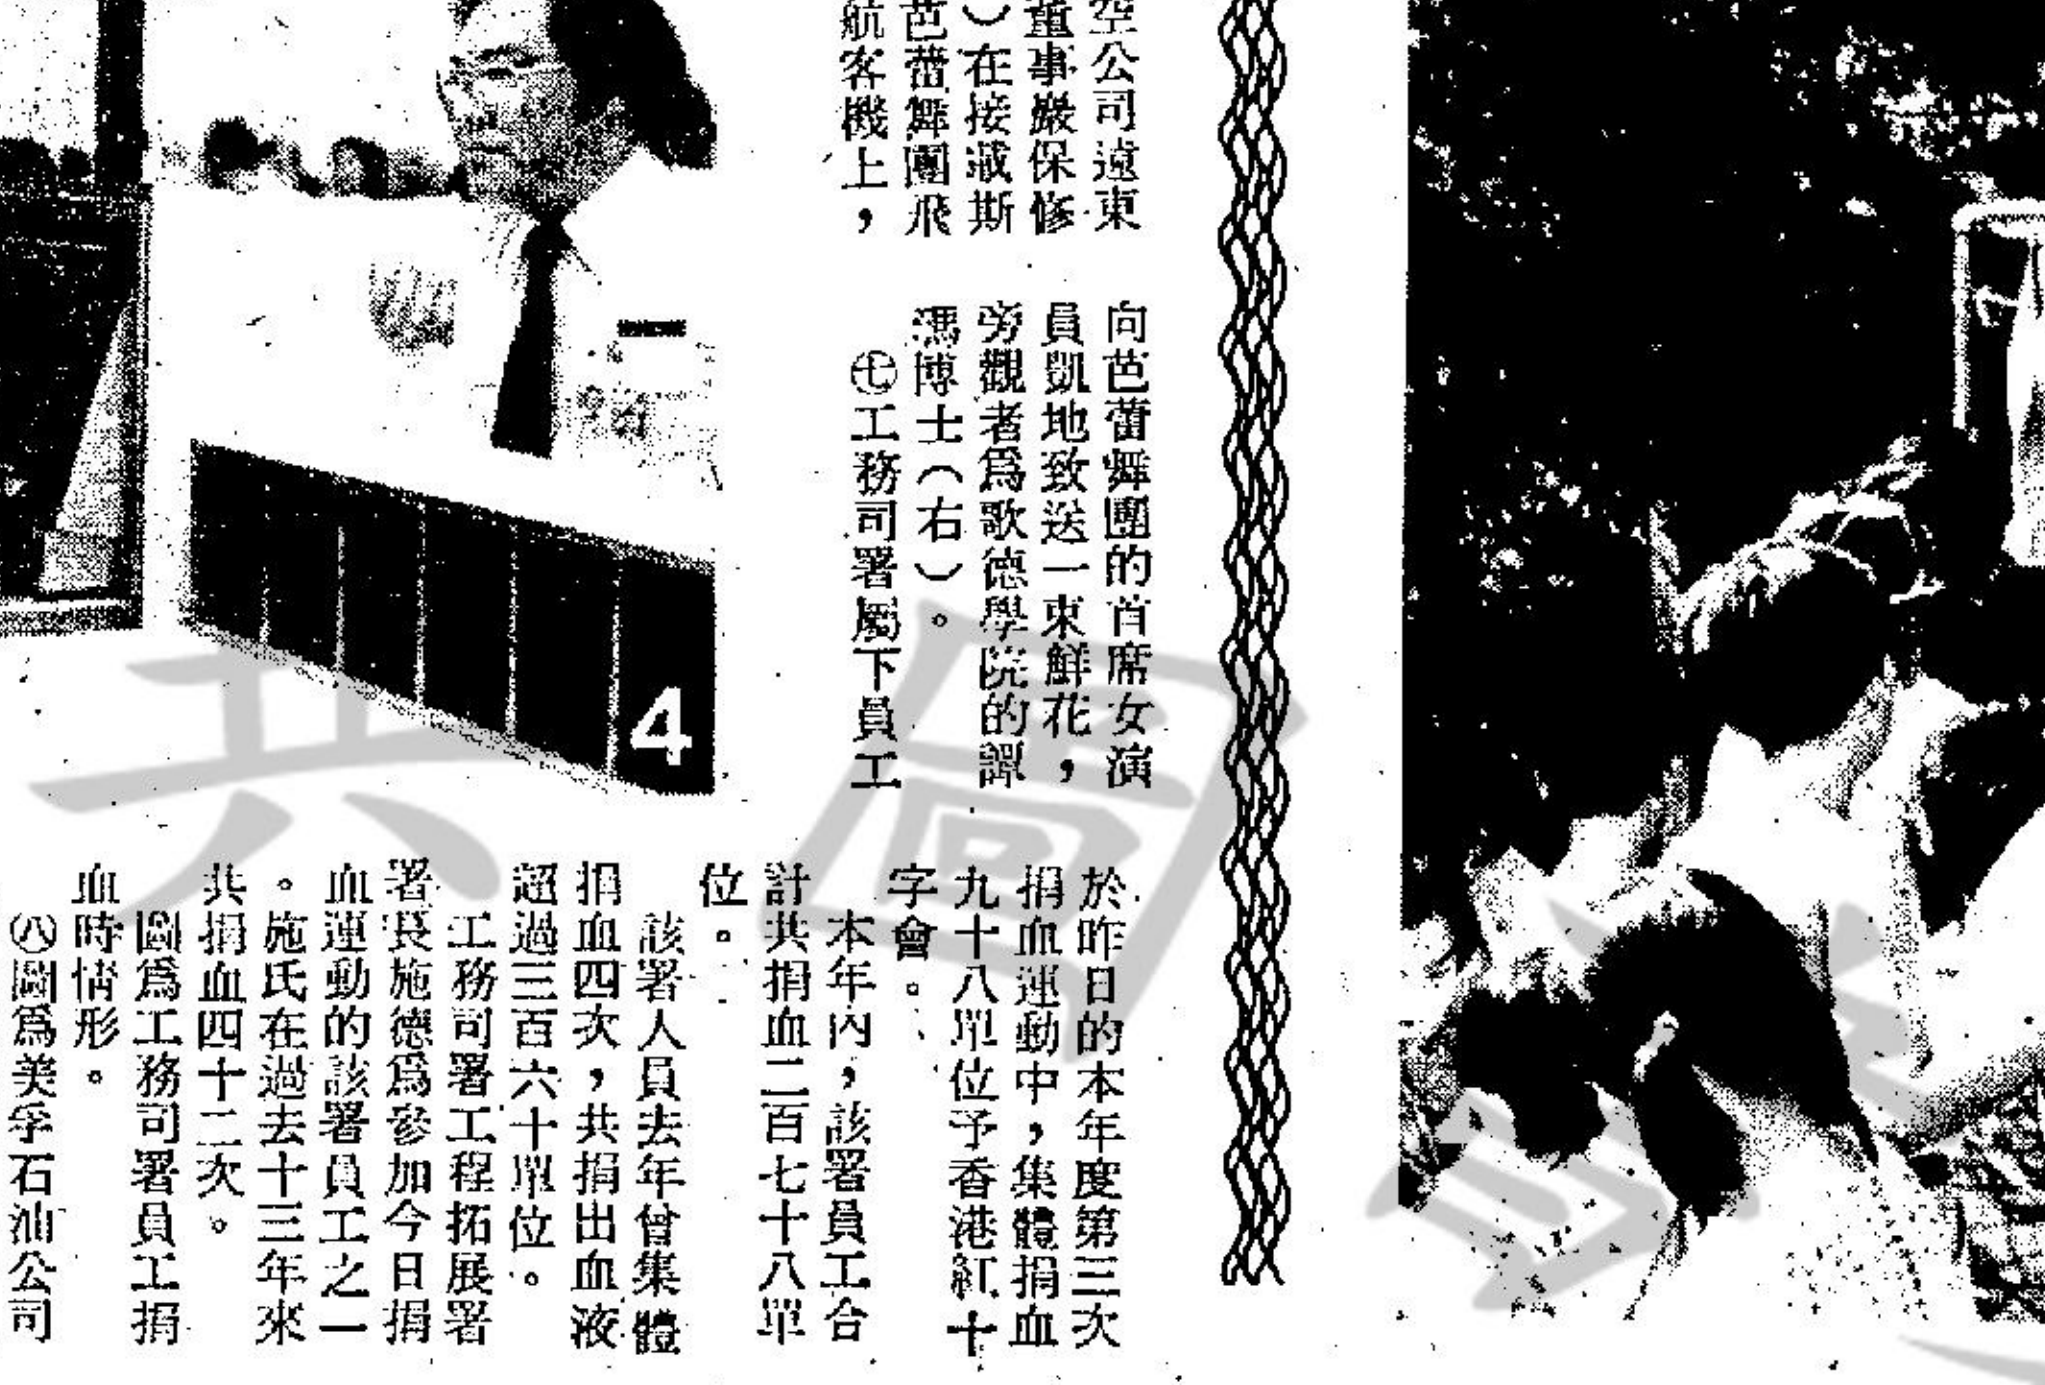 空公司遠東
董事嚴保修
）在接載斯
芭蕾舞團飛
航客機上，
向芭蕾舞團的首席女演
員凱地致送一束鮮花，
旁觀者為歌德學院的譚
馮博士（右）。
㊆工務司署屬下員工
於昨日的本年度第三次
捐血運動中，集體捐血
九十八單位予香港紅十
字會。
本年內，該署員工合
計共捐血二百七十八單
位。
該署人員去年曾集體
捐血四次，共捐出血液
超過三百六十單位。
工務司署工程拓展署
署長施德為參加今日捐
血運動的該署員工之一
。施氏在過去十三年來
共捐血四十二次。
圖為工務司署員工捐
血時情形。
㊇圖為美孚石油公司
4